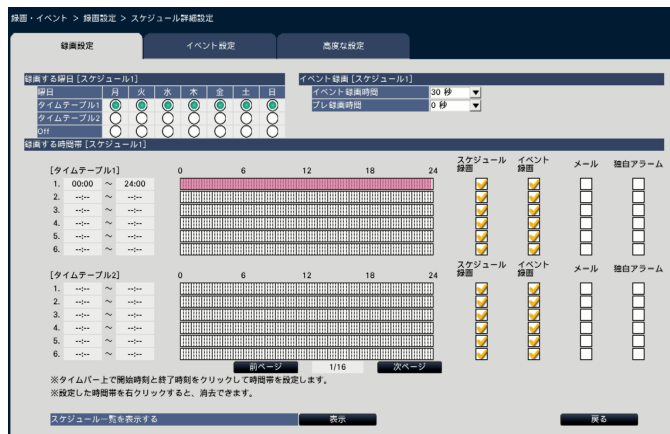 録画・イベント > 録画設定 > スケジュール詳細設定
録画設定 イベント設定 高度な設定
録画する曜日 [スケジュール1] イベント録画 [スケジュール1]
曜日 月 火 水 木 金 土 日 イベント録画時間 30 秒
タイムテーブル1 プレ録画時間 0 秒
タイムテーブル2
Off
録画する時間帯 [スケジュール1]
[タイムテーブル1] 0 6 12 18 24 スケジュール録画 イベント録画 メール 独自アラーム
1. 00:00 ~ 24:00
2. --:-- ~ --:--
3. --:-- ~ --:--
4. --:-- ~ --:--
5. --:-- ~ --:--
6. --:-- ~ --:--
[タイムテーブル2] 0 6 12 18 24 スケジュール録画 イベント録画 メール 独自アラーム
1. --:-- ~ --:--
2. --:-- ~ --:--
3. --:-- ~ --:--
4. --:-- ~ --:--
5. --:-- ~ --:--
6. --:-- ~ --:--
前ページ 1/16 次ページ
※タイムバー上で開始時刻と終了時刻をクリックして時間帯を設定します。
※設定した時間帯を右クリックすると、消去できます。
スケジュール一覧を表示する 表示 戻る